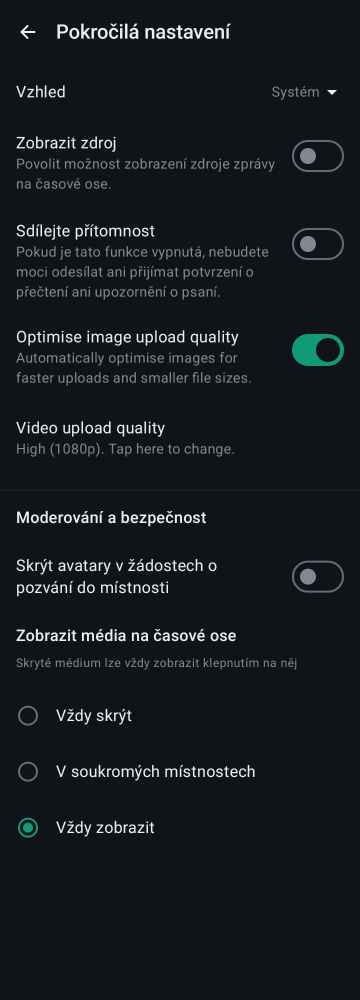 Pokročilá nastavení
Vzhled
Systém
Zobrazit zdroj
Povolit možnost zobrazení zdroje zprávy
na časové ose.
Sdílejte přítomnost
Pokud je tato funkce vypnutá, nebudete
moci odesílat ani přijímat potvrzení o
přečtení ani upozornění o psaní.
Optimise image upload quality
Automatically optimise images for
faster uploads and smaller file sizes.
Video upload quality
High (1080p). Tap here to change.
Moderování a bezpečnost
Skrýt avatary v žádostech o
pozvání do místnosti
Zobrazit média na časové ose
Skryté médium lze vždy zobrazit klepnutím na něj
Vždy skrýt
V soukromých místnostech
Vždy zobrazit